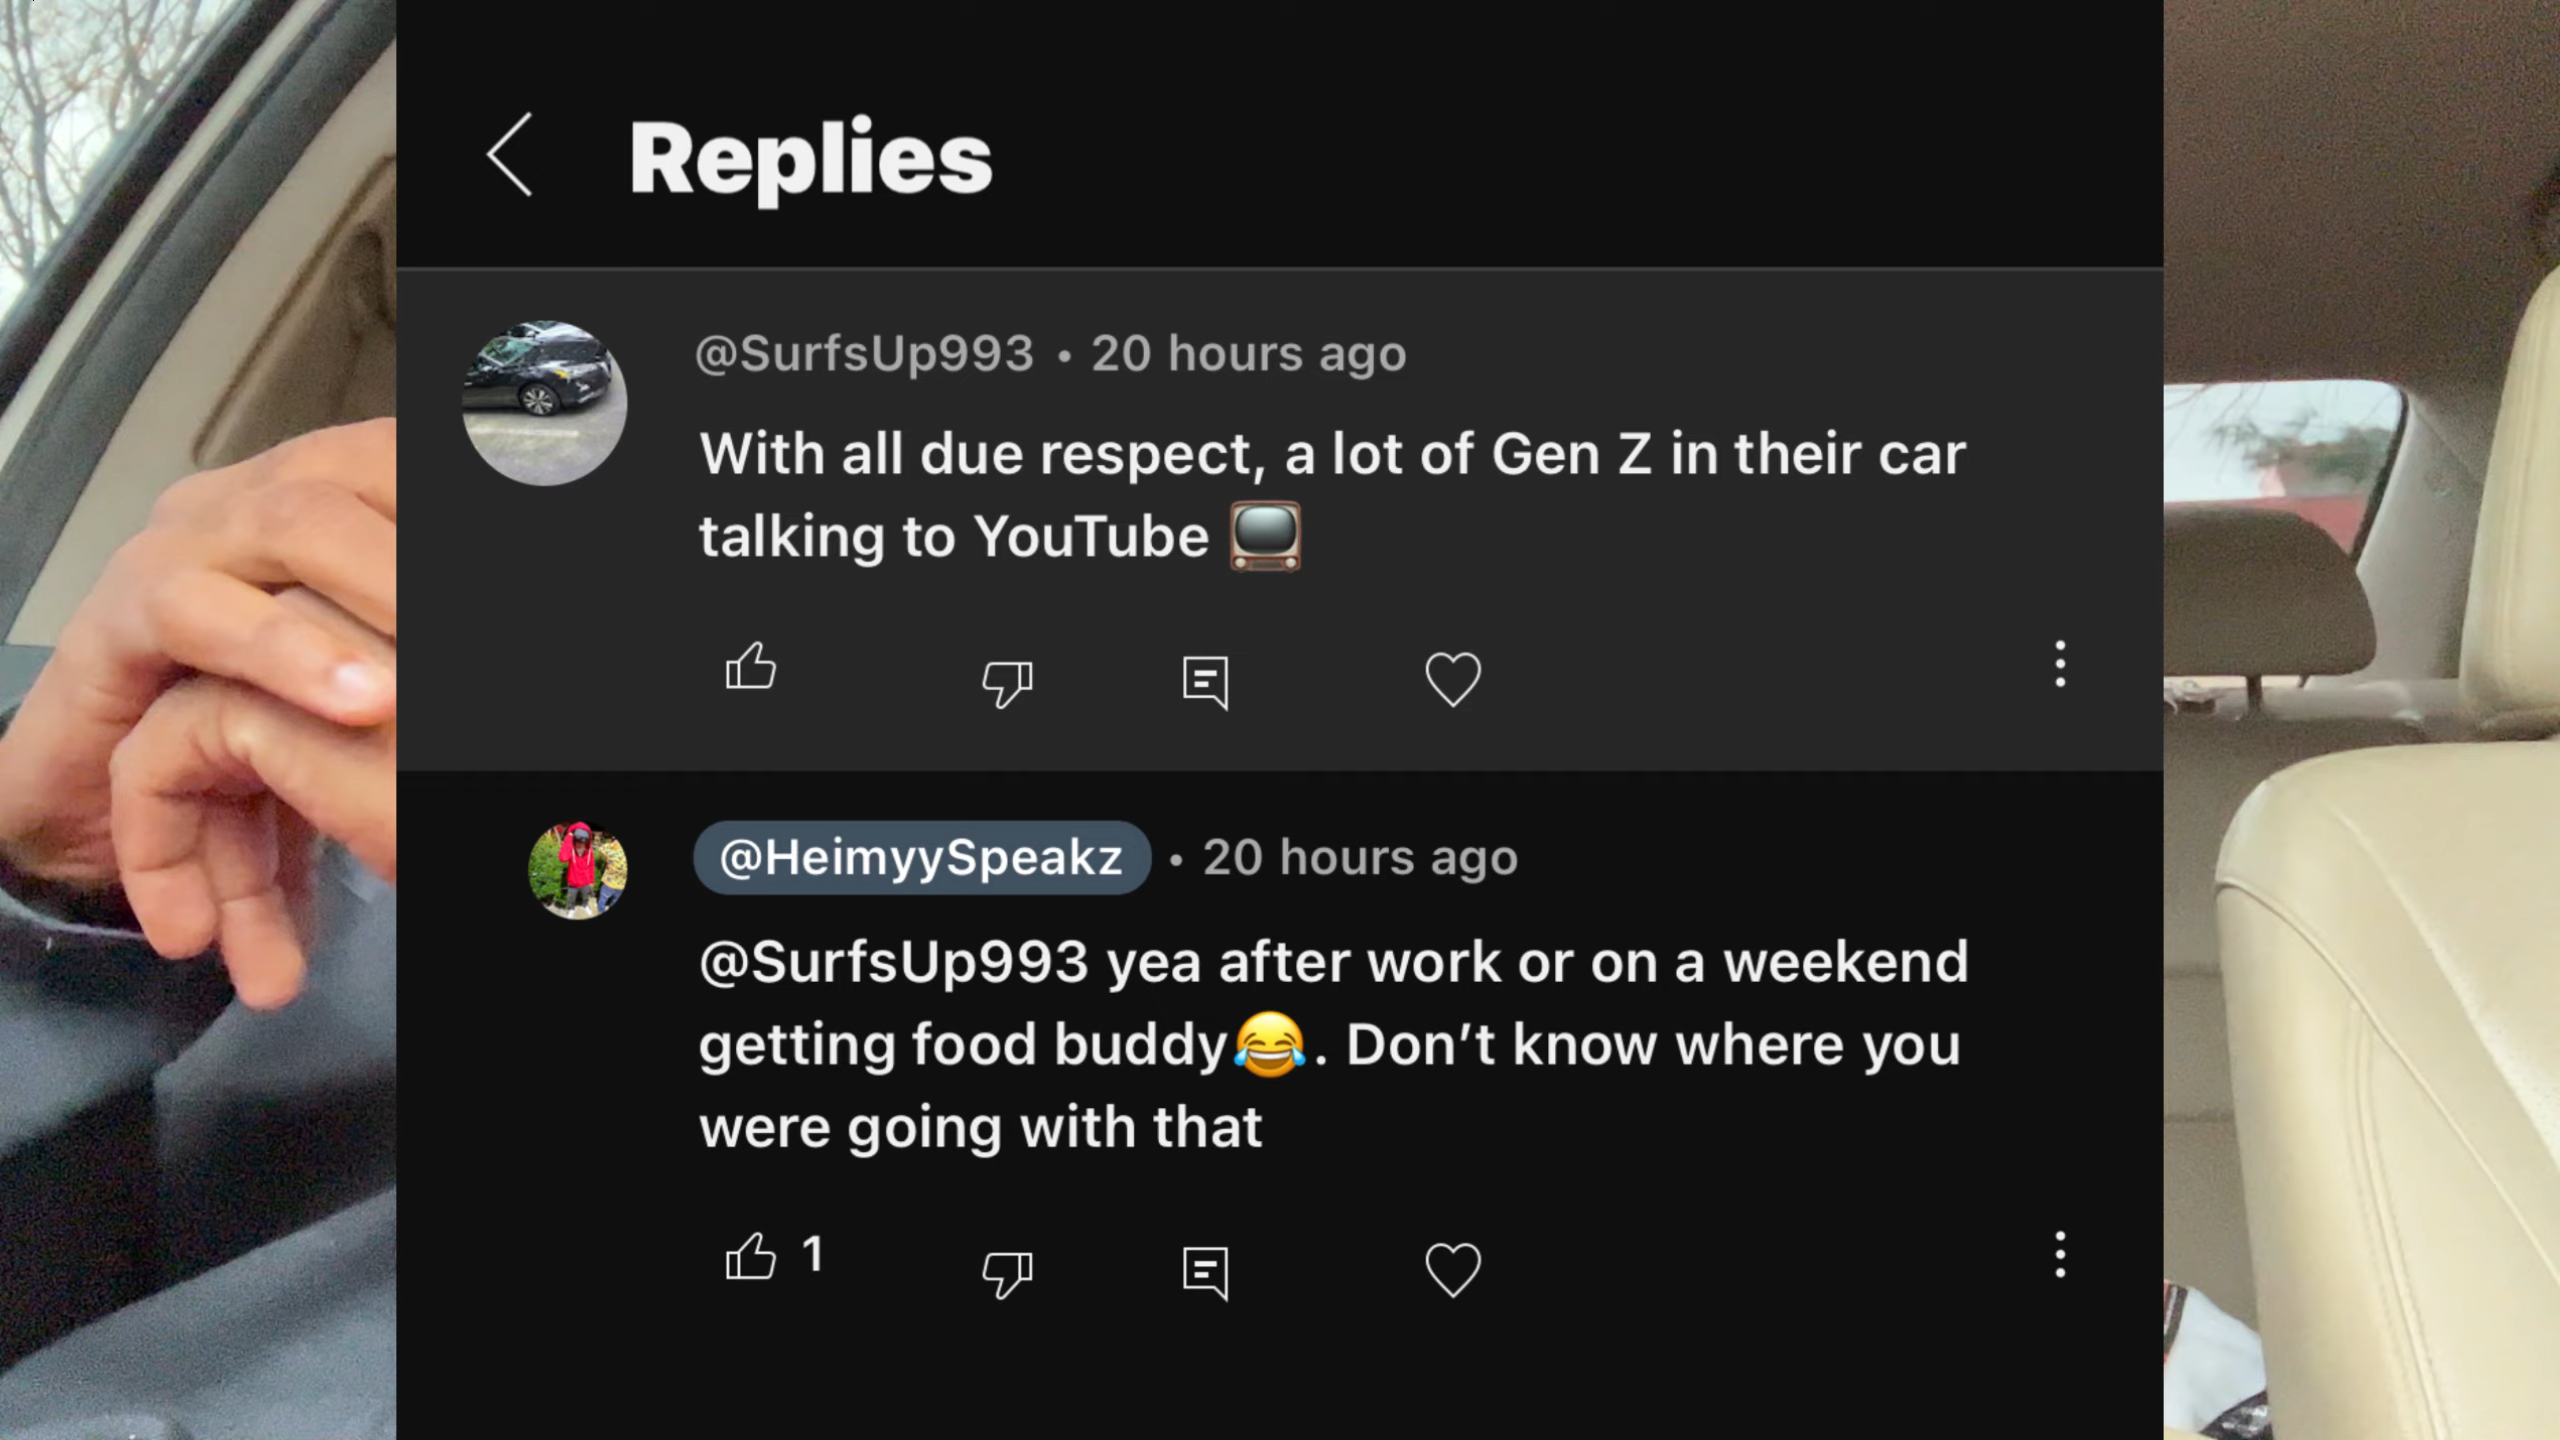 Replies
@SurfsUp993 • 20 hours ago
With all due respect, a lot of Gen Z in their car
talking to YouTube 📺
@HeimyySpeakz • 20 hours ago
@SurfsUp993 yea after work or on a weekend
getting food buddy😂. Don’t know where you
were going with that
1